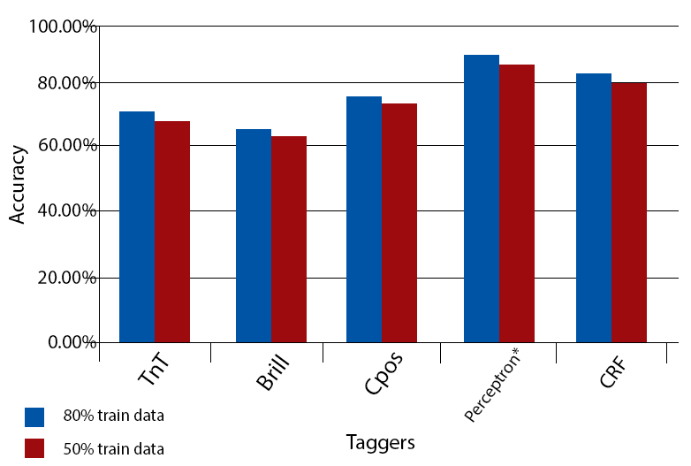 100.00%
80.00%
60.00%
40.00%
20.00%
0.00%
Accuracy
TnT
Brill
Cpos
Perceptron*
CRF
80% train data
50% train data
Taggers